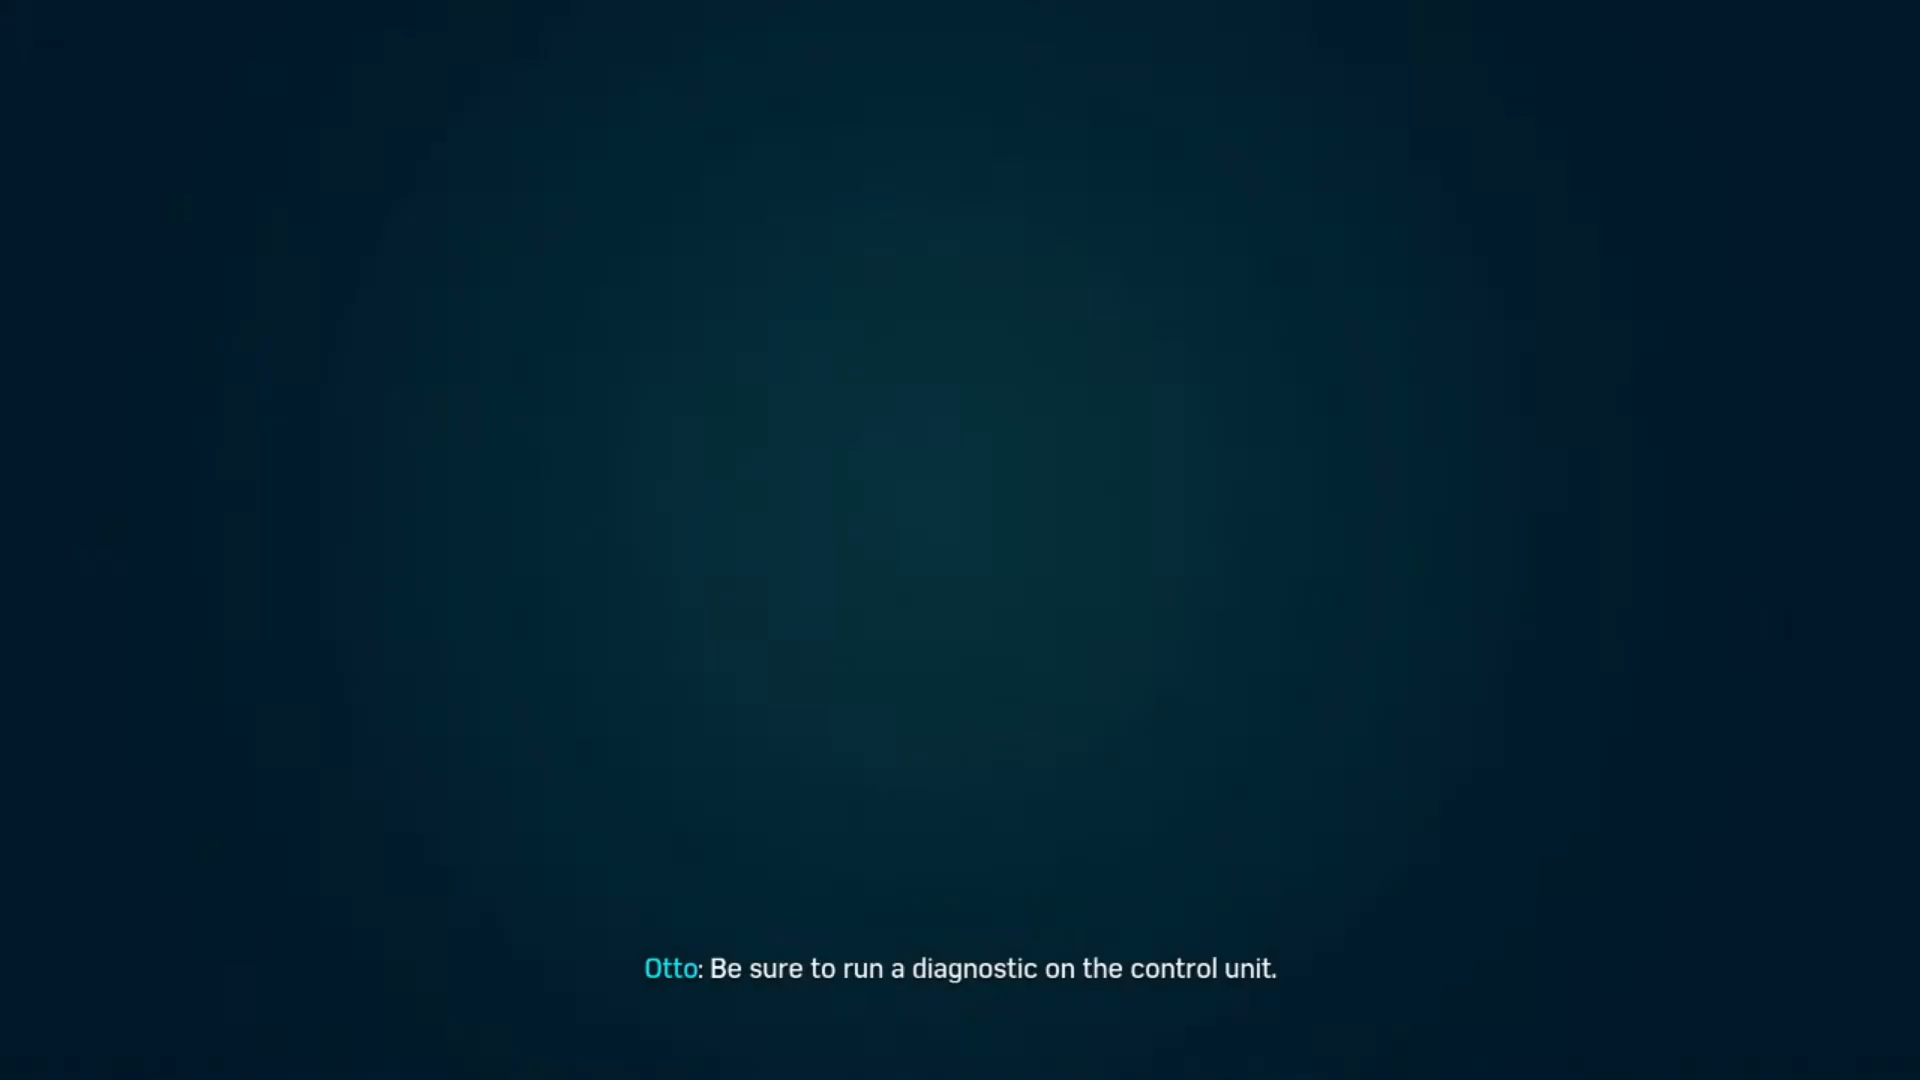 Otto: Be sure to run a diagnostic on the control unit.